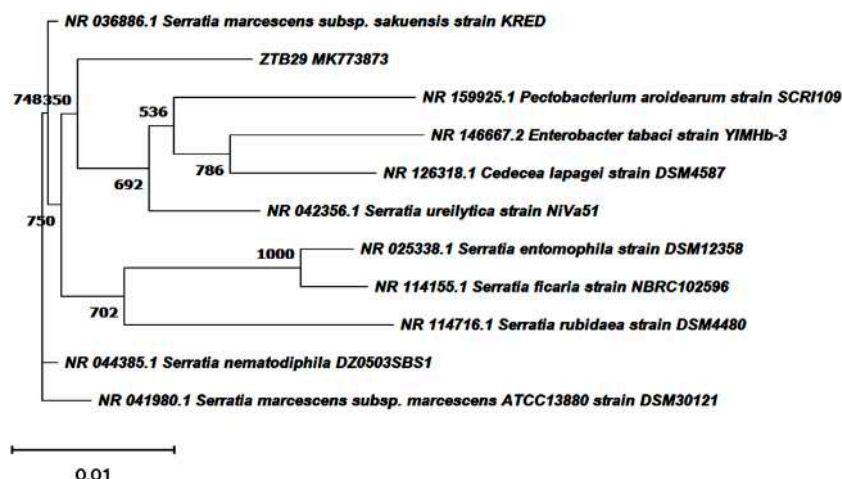 NR 036886.1 Serratia marcescens subsp. sakuensis strain KRED
ZTB29 MK773873
748350
NR 159925.1 Pectobacterium aroidearum strain SCRI109
536
NR 146667.2 Enterobacter tabaci strain YIMHb-3
786
NR 126318.1 Cedecea lapagei strain DSM4587
692
NR 042356.1 Serratia ureilytica strain NiVa51
750
NR 025338.1 Serratia entomophila strain DSM12358
1000
NR 114155.1 Serratia ficaria strain NBRC102596
702
NR 114716.1 Serratia rubidaea strain DSM4480
NR 044385.1 Serratia nematodiphila DZ0503SBS1
NR 041980.1 Serratia marcescens subsp. marcescens ATCC13880 strain DSM30121
0.01